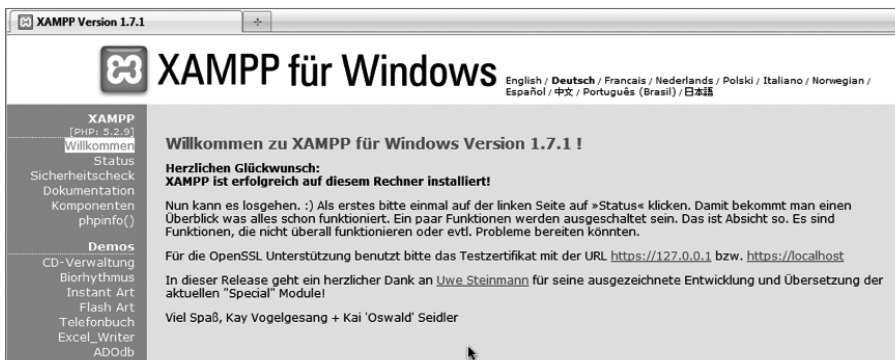 XAMPP Version 1.7.1
XAMPP für Windows
English / Deutsch / Francais / Nederlands / Polski / Italiano / Norwegian /
Español / 中文 / Português (Brasil) / 日本語
XAMPP
[PHP: 5.2.9]
Willkommen
Status
Sicherheitscheck
Dokumentation
Komponenten
phpinfo()
Demos
CD-Verwaltung
Biorhythmus
Instant Art
Flash Art
Telefonbuch
Excel_Writer
ADOdb
Willkommen zu XAMPP für Windows Version 1.7.1 !
Herzlichen Glückwunsch:
XAMPP ist erfolgreich auf diesem Rechner installiert!
Nun kann es losgehen. :) Als erstes bitte einmal auf der linken Seite auf »Status« klicken. Damit bekommt man einen
Überblick was alles schon funktioniert. Ein paar Funktionen werden ausgeschaltet sein. Das ist Absicht so. Es sind
Funktionen, die nicht überall funktionieren oder evtl. Probleme bereiten könnten.
Für die OpenSSL Unterstützung benutzt bitte das Testzertifikat mit der URL https://127.0.0.1 bzw. https://localhost
In dieser Release geht ein herzlicher Dank an Uwe Steinmann für seine ausgezeichnete Entwicklung und Übersetzung der
aktuellen "Special" Module!
Viel Spaß, Kay Vogelgesang + Kai 'Oswald' Seidler